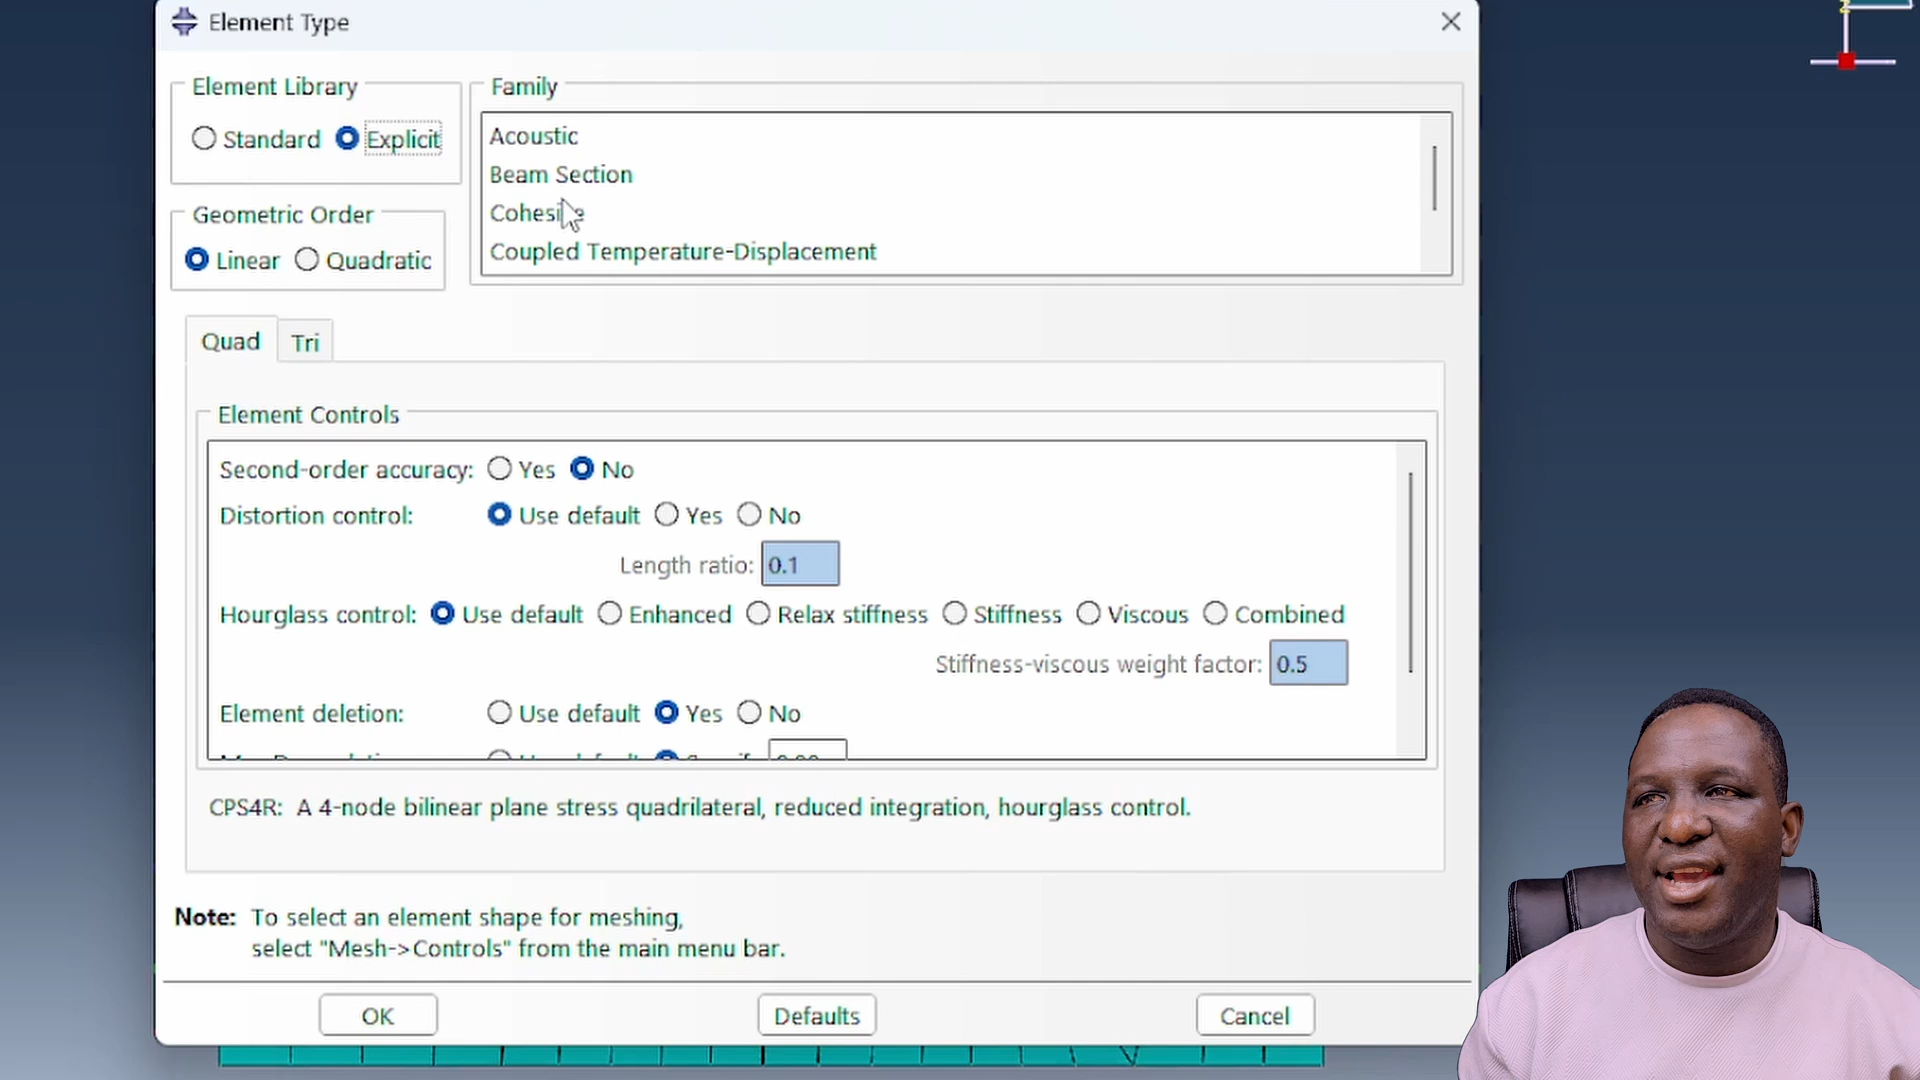 Element Type
Element Library
Family
Standard Explicit
Acoustic
Beam Section
Cohesive
Coupled Temperature-Displacement
Geometric Order
Linear Quadratic
Quad Tri
Element Controls
Second-order accuracy: Yes No
Distortion control: Use default Yes No
Length ratio: 0.1
Hourglass control: Use default Enhanced Relax stiffness Stiffness Viscous Combined
Stiffness-viscous weight factor: 0.5
Element deletion: Use default Yes No
CPS4R: A 4-node bilinear plane stress quadrilateral, reduced integration, hourglass control.
Note: To select an element shape for meshing,
select "Mesh->Controls" from the main menu bar.
OK Defaults Cancel